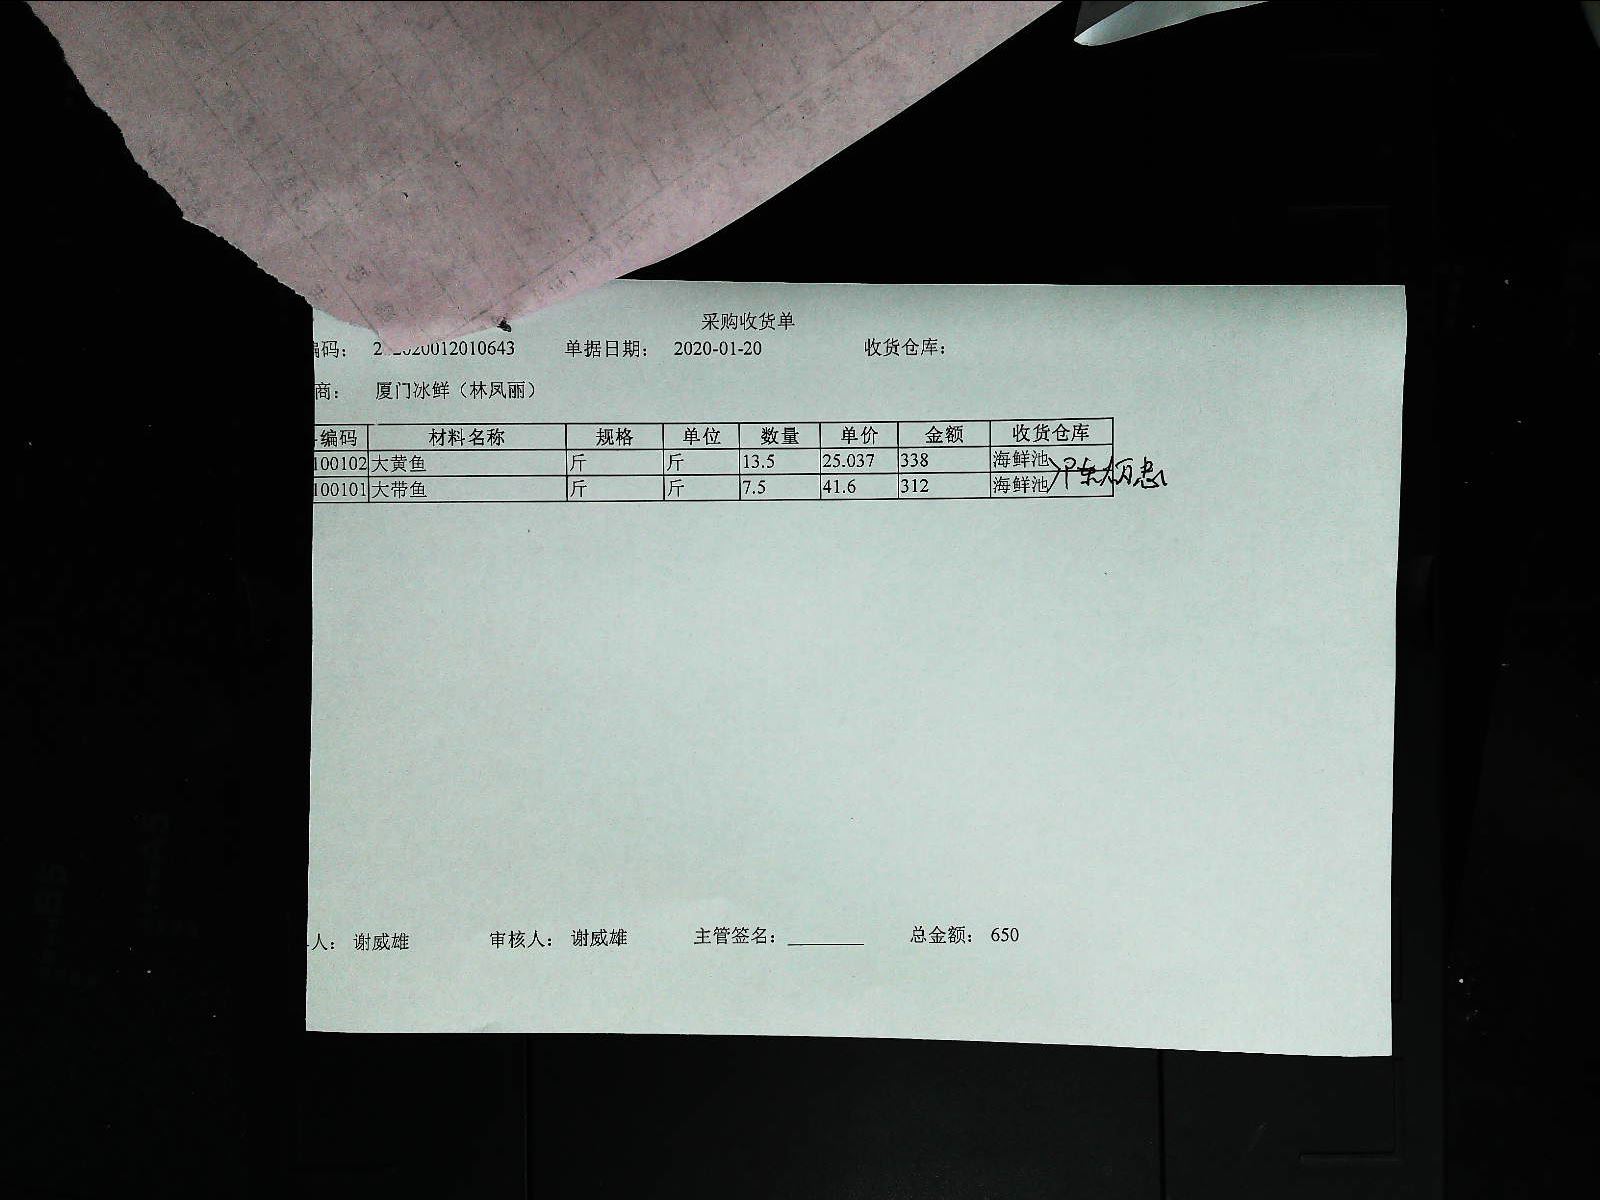 采购收货单
编码： 2020012010643 单据日期： 2020-01-20 收货仓库：
商： 厦门冰鲜（林凤丽）
编码 材料名称 规格 单位 数量 单价 金额 收货仓库
100102 大黄鱼 斤 斤 13.5 25.037 338 海鲜池
100101 大带鱼 斤 斤 7.5 41.6 312 海鲜池
人： 谢威雄 审核人： 谢威雄 主管签名： 总金额： 650